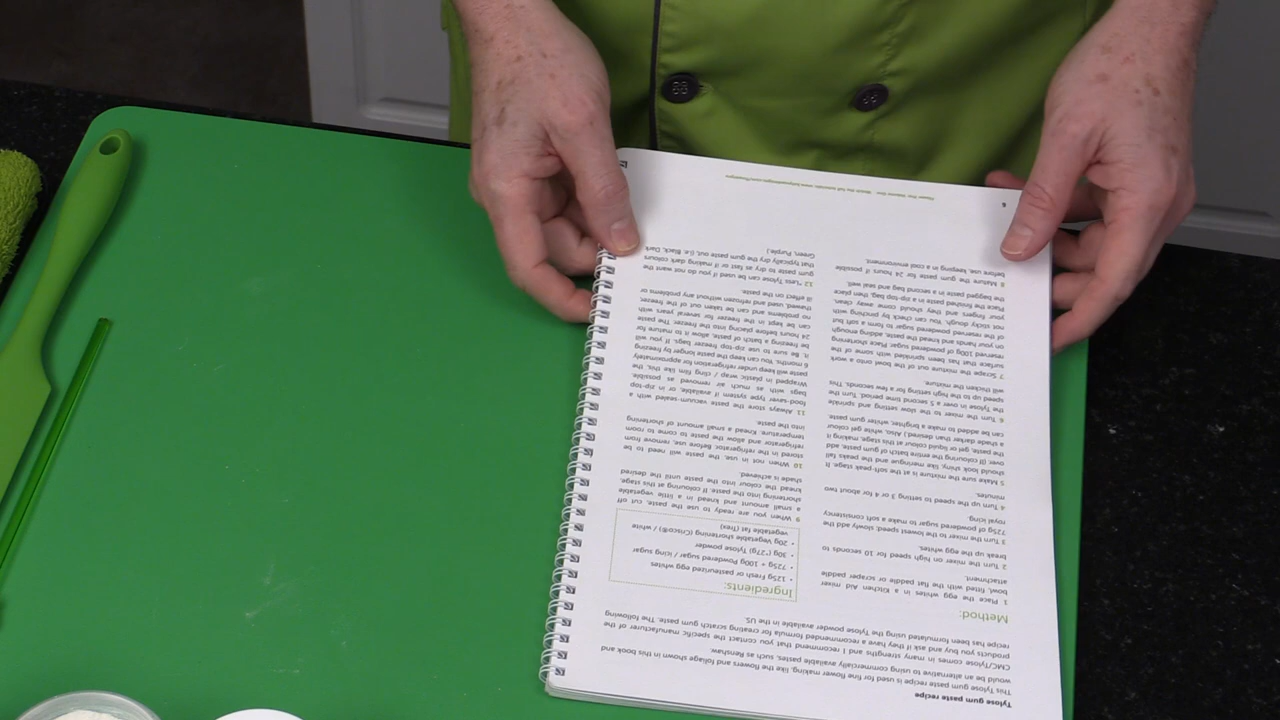 Tylose gum paste recipe
This Tylose gum paste recipe is used for fine flower making, like the flowers and foliage shown in this book and
would be an alternative to using commercially available pastes, such as Renshaw.
CMC/Tylose comes in many strengths and I recommend that you contact the specific manufacturer of the
products you buy and ask if they have a recommended formula for creating scratch gum paste. The following
recipe has been formulated using the Tylose powder available in the US.
Method:
1 Place the egg whites in a Kitchen Aid mixer
bowl, fitted with the flat paddle or scraper paddle
attachment.
2 Turn the mixer on high speed for 10 seconds to
break up the egg whites.
3 Turn the mixer to the lowest speed; slowly add the
725g of powdered sugar to make a soft consistency
royal icing.
4 Turn up the speed to setting 3 or 4 for about two
minutes.
5 Make sure the mixture is at the soft-peak stage. It
should look shiny, like meringue and the peaks fall
over. (If colouring the entire batch of gum paste, add
the paste, gel or liquid colour at this stage, making it
a shade darker than desired.) Also, white gel colour
can be added to make a brighter, whiter gum paste.
6 Turn the mixer to the slow setting and sprinkle
the Tylose in over a 5 second time period. Turn the
speed up to the high setting for a few seconds. This
will thicken the mixture.
7 Scrape the mixture out of the bowl onto a work
surface that has been sprinkled with some of the
reserved 100g of powdered sugar. Place shortening
on your hands and knead the paste, adding enough
of the reserved powdered sugar to form a soft but
not sticky dough. You can check by pinching with
your fingers and they should come away clean.
Place the finished paste in a zip-top bag, then place
the bagged paste in a second bag and seal well.
8 Mature the gum paste for 24 hours if possible
before use, keeping in a cool environment.
Ingredients:
• 125g Fresh or pasteurized egg whites
• 725g + 100g Powdered sugar / icing sugar
• 30g (*27g) Tylose powder
• 20g Vegetable shortening (Crisco®) / white
vegetable fat (trex)
9 When you are ready to use the paste, cut off
a small amount and knead in a little vegetable
shortening into the paste. If colouring at this stage,
knead the colour into the paste until the desired
shade is achieved.
10 When not in use, the paste will need to be
stored in the refrigerator. Before use, remove from
refrigerator and allow the paste to come to room
temperature. Knead a small amount of shortening
into the paste.
11 Always store the paste vacuum-sealed with a
food-saver type system if available, or in zip-top
bags with as much air removed as possible.
Wrapped in plastic wrap / cling film like this, the
paste will keep under refrigeration for approximately
6 months. You can keep the paste longer by freezing
it. Be sure to use zip-top freezer bags. If you will
be freezing a batch of paste, allow it to mature for
24 hours before placing into the freezer. The paste
can be kept in the freezer for several years with
no problems and can be taken out of the freezer,
thawed, used and refrozen without any problems or
ill effect on the paste.
12 *Less Tylose can be used if you do not want the
gum paste to dry as fast or if making dark colours
that typically dry the gum paste out, (i.e. Black, Dark
Green, Purple.)
6